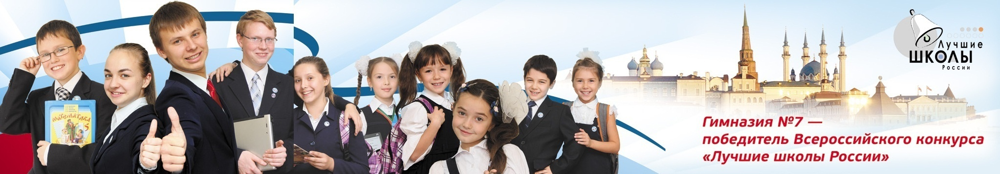 МАТЕМАТИКА
5
Лучшие
ШКОЛЫ
России
Гимназия №7 —
победитель Всероссийского конкурса
«Лучшие школы России»